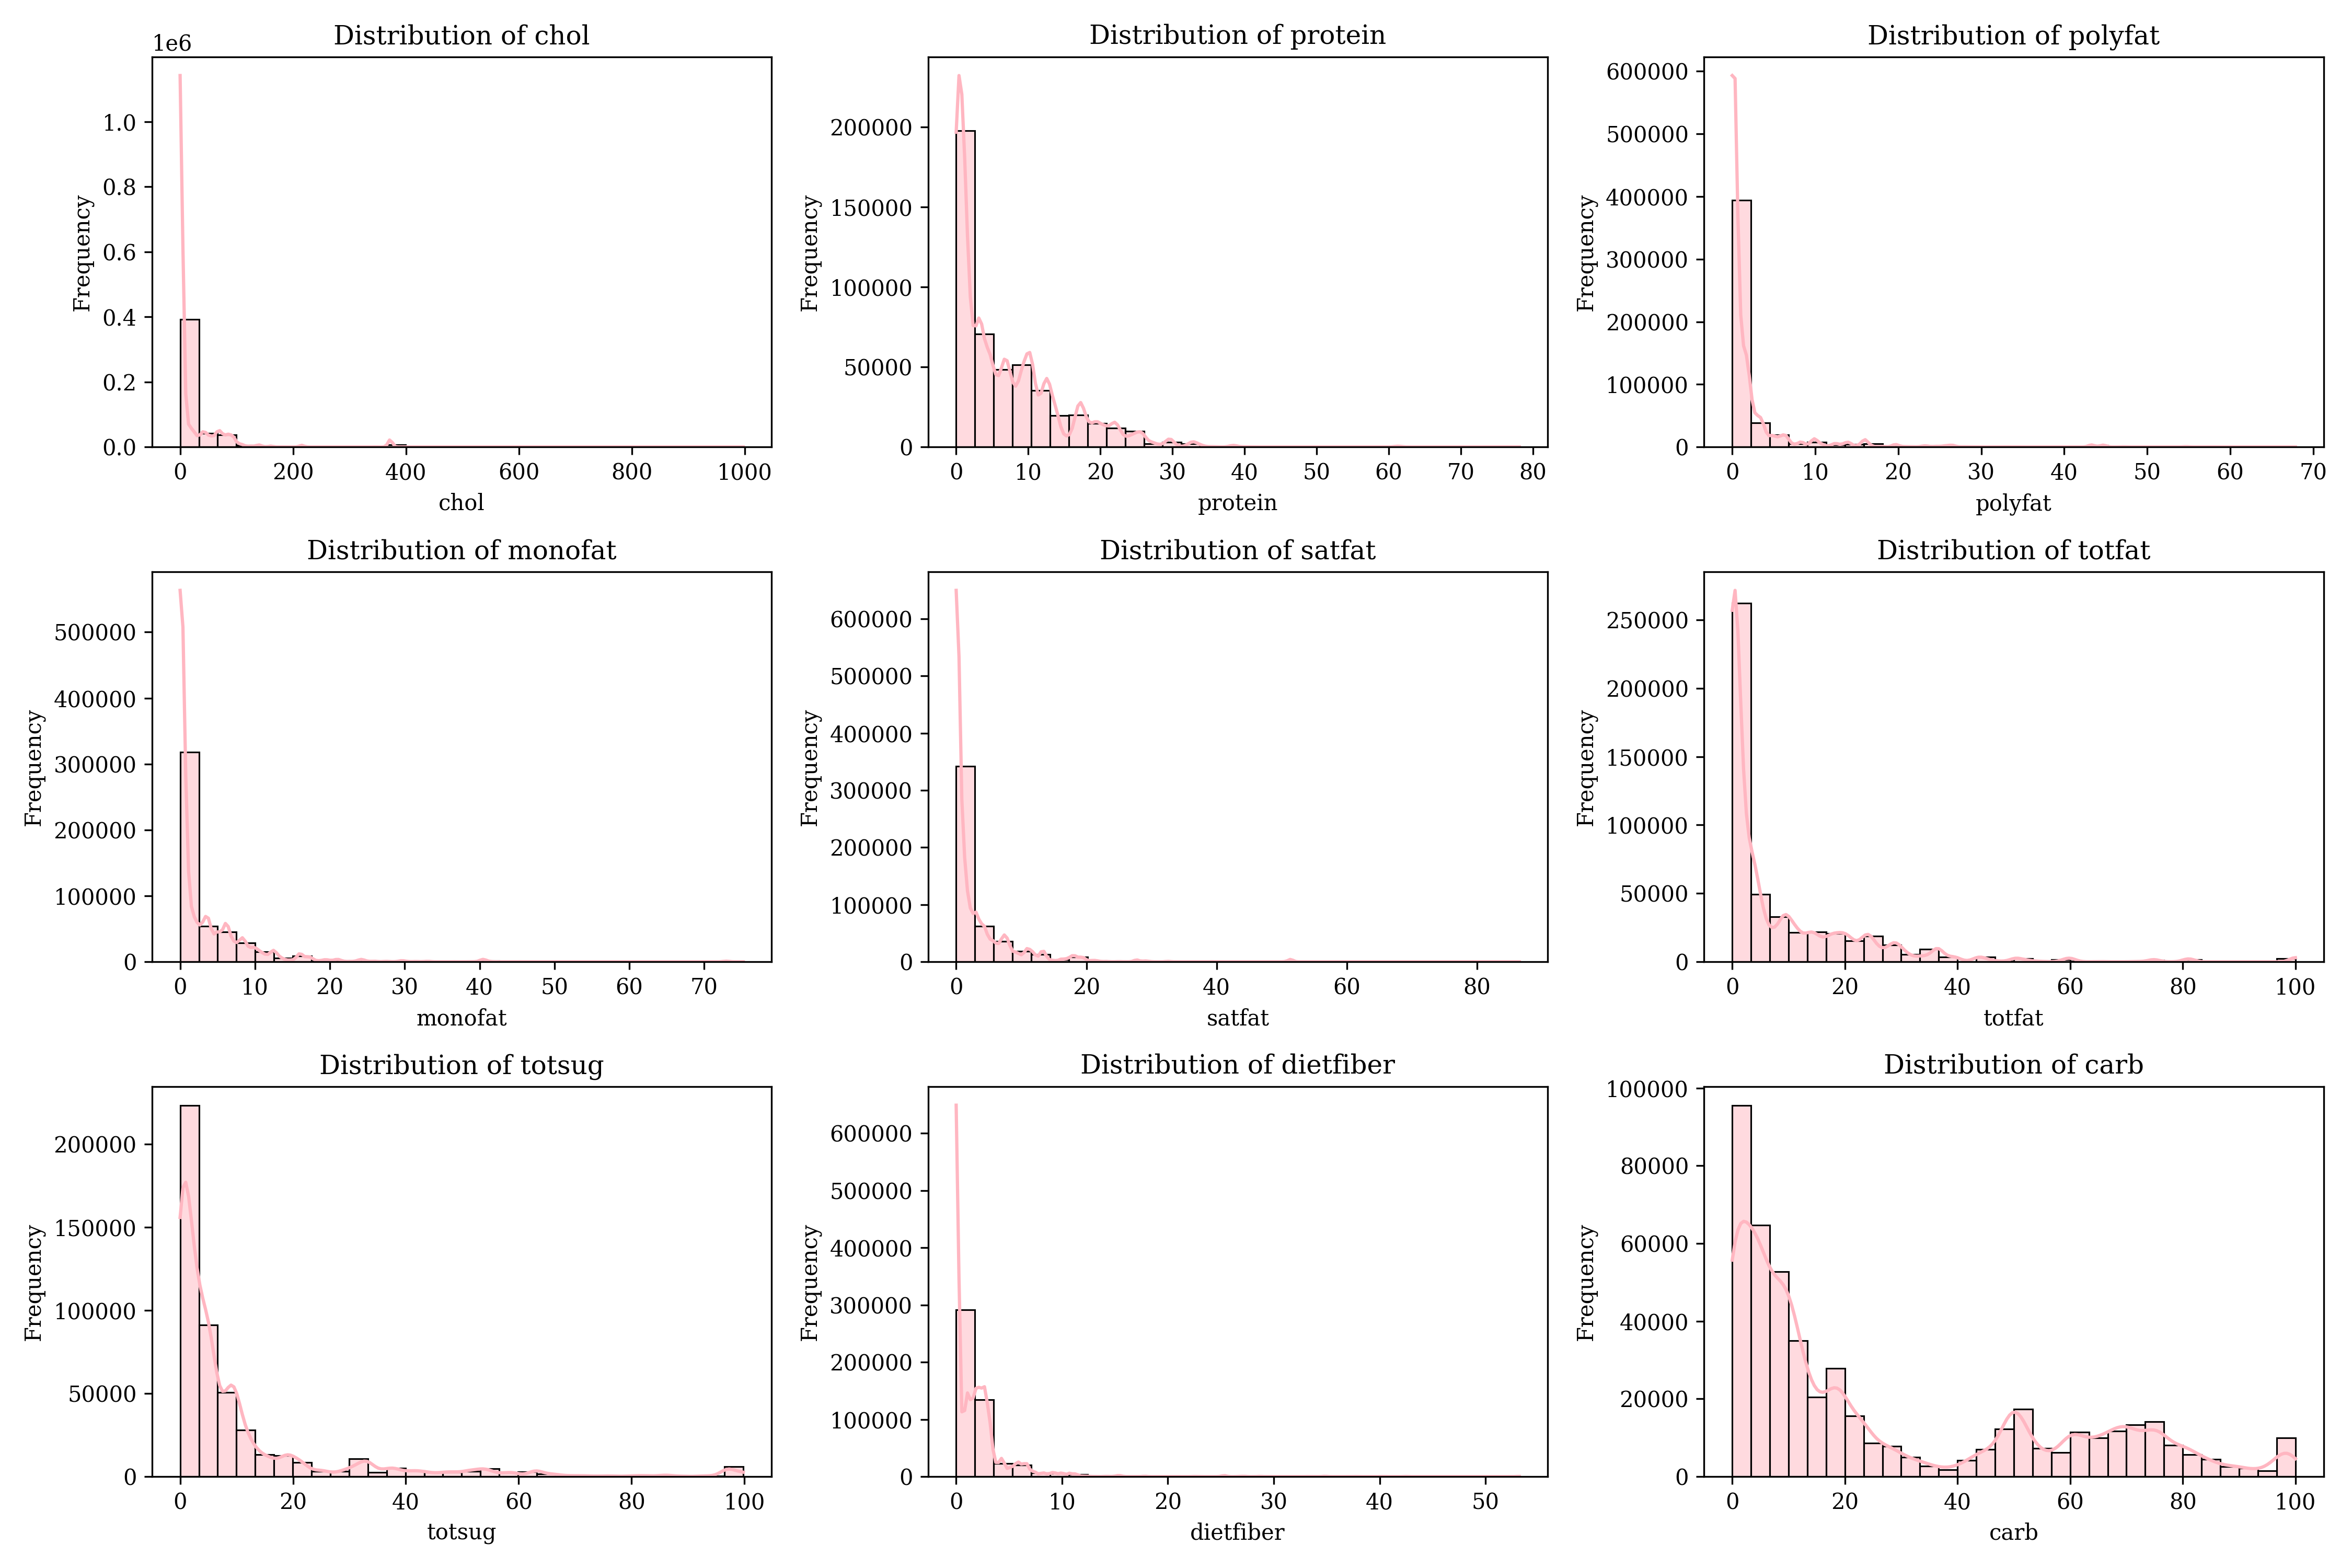 Distribution of chol
1e6
1.0
0.8
0.6
0.4
0.2
0.0
Frequency
0 200 400 600 800 1000
chol
Distribution of protein
200000
150000
100000
50000
0
Frequency
0 10 20 30 40 50 60 70 80
protein
Distribution of polyfat
600000
500000
400000
300000
200000
100000
0
Frequency
0 10 20 30 40 50 60 70
polyfat
Distribution of monofat
500000
400000
300000
200000
100000
0
Frequency
0 10 20 30 40 50 60 70
monofat
Distribution of satfat
600000
500000
400000
300000
200000
100000
0
Frequency
0 20 40 60 80
satfat
Distribution of totfat
250000
200000
150000
100000
50000
0
Frequency
0 20 40 60 80 100
totfat
Distribution of totsug
200000
150000
100000
50000
0
Frequency
0 20 40 60 80 100
totsug
Distribution of dietfiber
600000
500000
400000
300000
200000
100000
0
Frequency
0 10 20 30 40 50
dietfiber
Distribution of carb
100000
80000
60000
40000
20000
0
Frequency
0 20 40 60 80 100
carb